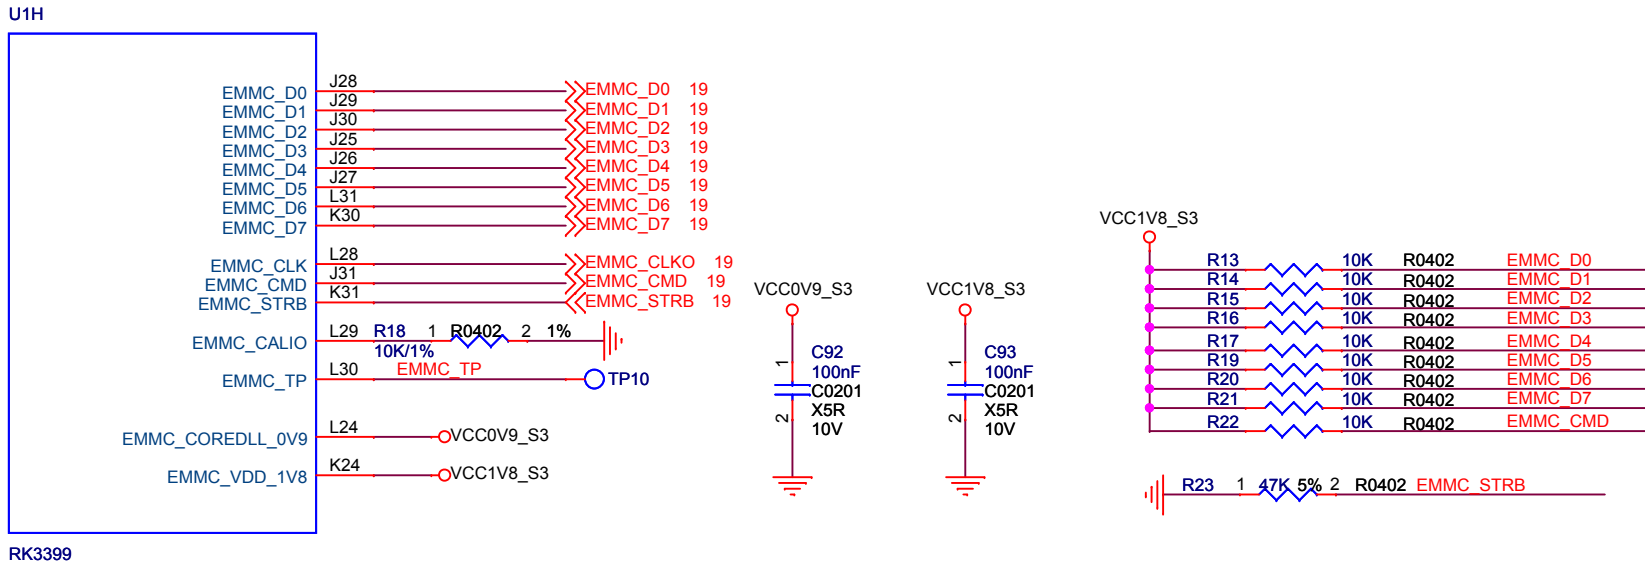 U1H
EMMC_D0 J28 EMMC_D0 19
EMMC_D1 J29 EMMC_D1 19
EMMC_D2 J30 EMMC_D2 19
EMMC_D3 J25 EMMC_D3 19
EMMC_D4 J26 EMMC_D4 19
EMMC_D5 J27 EMMC_D5 19
EMMC_D6 L31 EMMC_D6 19
EMMC_D7 K30 EMMC_D7 19
EMMC_CLK L28 EMMC_CLKO 19
EMMC_CMD J31 EMMC_CMD 19
EMMC_STRB K31 EMMC_STRB 19
EMMC_CALIO L29 R18 1 R0402 2 1%
10K/1%
EMMC_TP L30 EMMC_TP TP10
EMMC_COREDLL_0V9 L24 VCC0V9_S3
EMMC_VDD_1V8 K24 VCC1V8_S3
RK3399
VCC0V9_S3
1
C92
100nF
C0201
X5R
10V
2
VCC1V8_S3
1
C93
100nF
C0201
X5R
10V
2
VCC1V8_S3
R13 10K R0402 EMMC_D0
R14 10K R0402 EMMC_D1
R15 10K R0402 EMMC_D2
R16 10K R0402 EMMC_D3
R17 10K R0402 EMMC_D4
R19 10K R0402 EMMC_D5
R20 10K R0402 EMMC_D6
R21 10K R0402 EMMC_D7
R22 10K R0402 EMMC_CMD
R23 1 47K 5% 2 R0402 EMMC_STRB